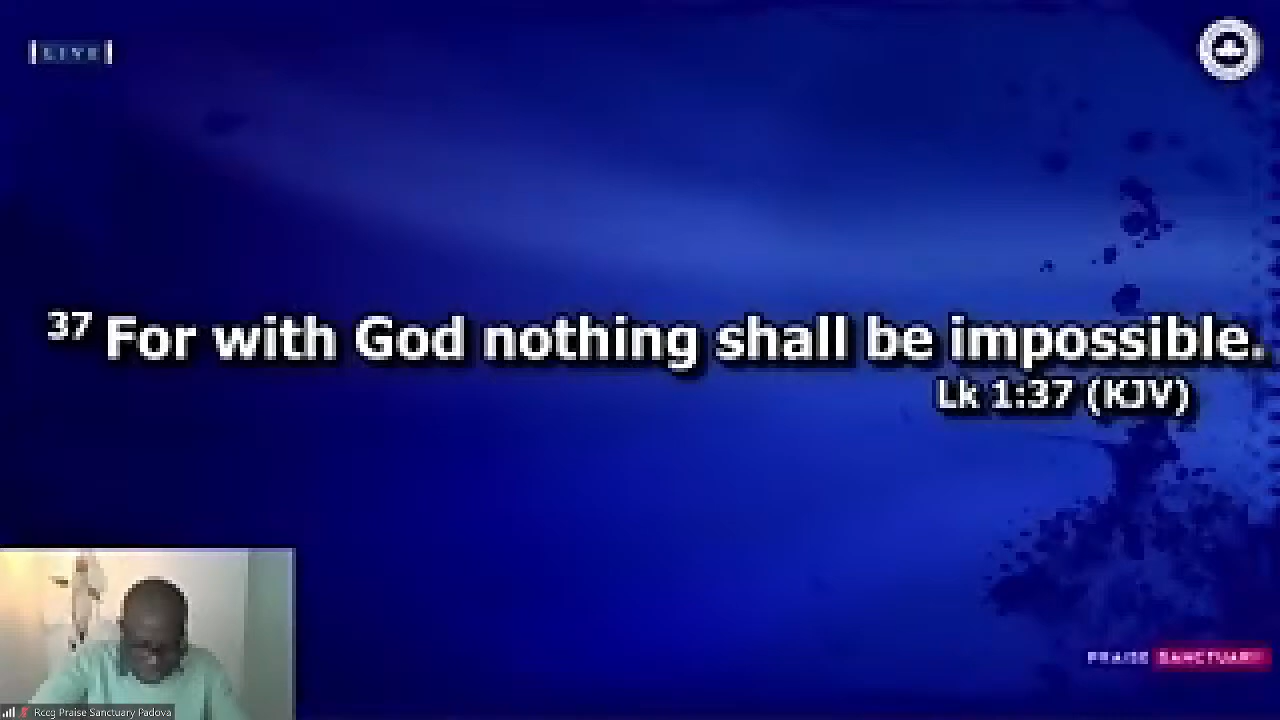 LIVE
37 For with God nothing shall be impossible.
Lk 1:37 (KJV)
PRAISE SANCTUARY
Rccg Praise Sanctuary Padova